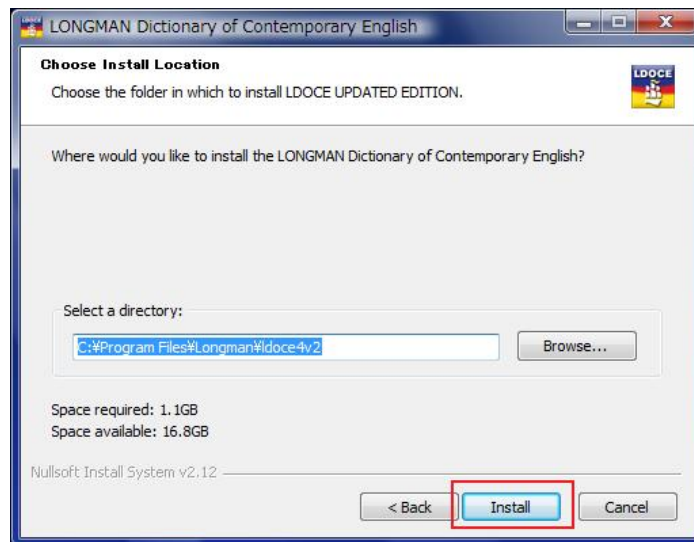 LONGMAN Dictionary of Contemporary English
Choose Install Location
Choose the folder in which to install LDOCE UPDATED EDITION.
LDOCE
Where would you like to install the LONGMAN Dictionary of Contemporary English?
Select a directory:
C:¥Program Files¥Longman¥ldoce4v2
Browse...
Space required: 1.1GB
Space available: 16.8GB
Nullsoft Install System v2.12
< Back
Install
Cancel